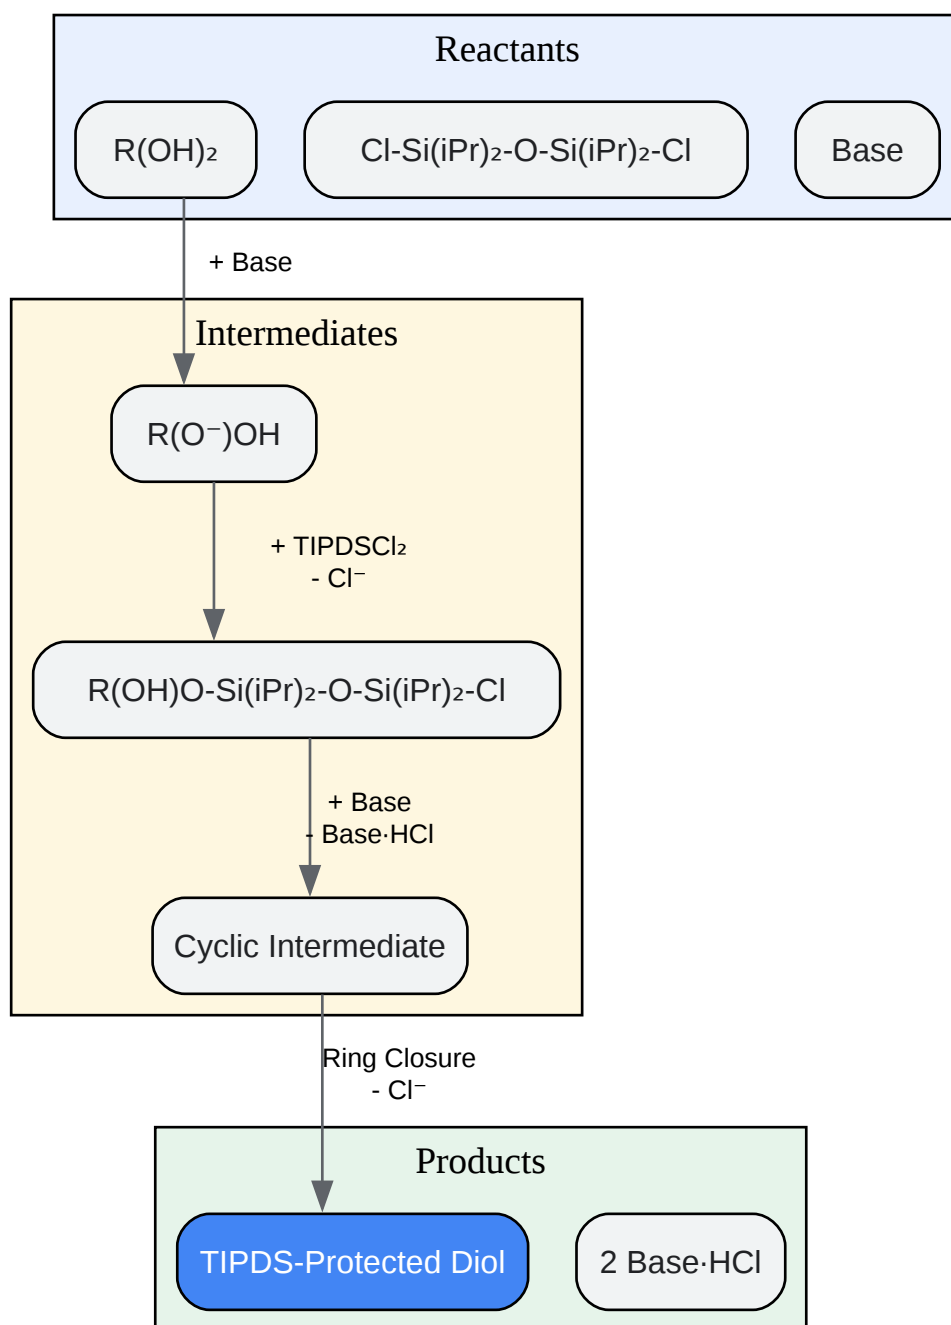 Reactants
R(OH)₂
Cl-Si(iPr)₂-O-Si(iPr)₂-Cl
Base
+ Base
Intermediates
R(O⁻)OH
+ TIPDSCl₂
- Cl⁻
R(OH)O-Si(iPr)₂-O-Si(iPr)₂-Cl
+ Base
- Base·HCl
Cyclic Intermediate
Ring Closure
- Cl⁻
Products
TIPDS-Protected Diol
2 Base·HCl